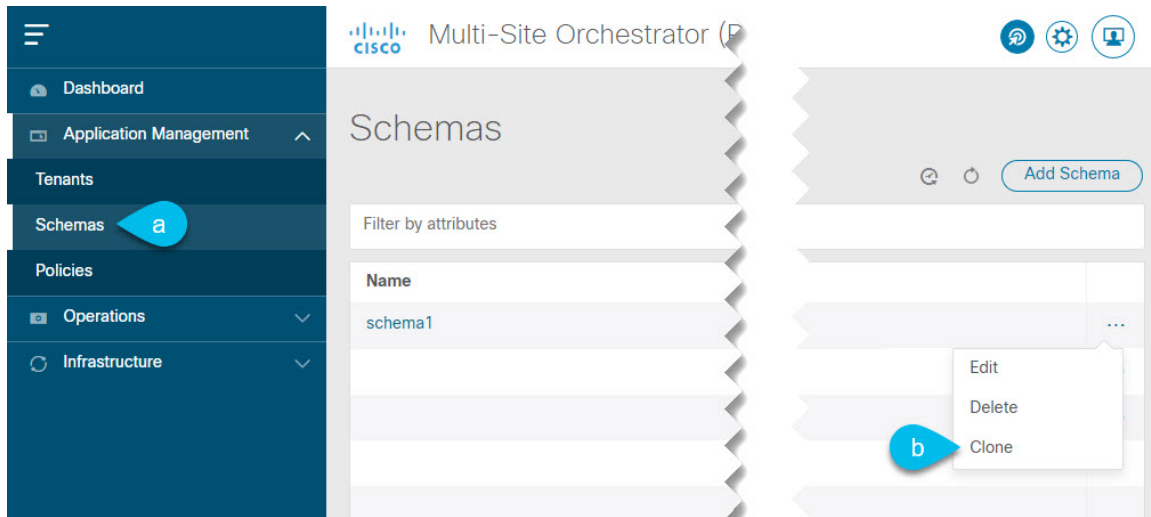 CISCO Multi-Site Orchestrator (
Dashboard
Application Management
Schemas
Tenants
Add Schema
Schemas
a
Filter by attributes
Policies
Name
Operations
schema1
...
Infrastructure
Edit
Delete
b
Clone